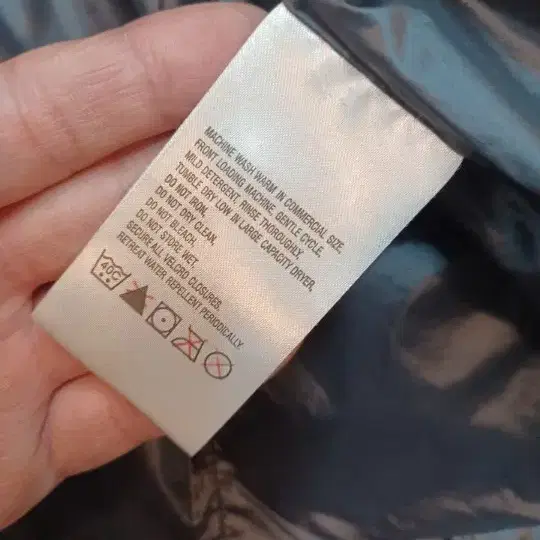 MACHINE WASH WARM IN COMMERCIAL SIZE,
FRONT LOADING MACHINE, GENTLE CYCLE.
MILD DETERGENT, RINSE THOROUGHLY.
TUMBLE DRY LOW IN LARGE CAPACITY DRYER.
DO NOT IRON.
DO NOT DRY CLEAN.
DO NOT BLEACH.
DO NOT STORE WET.
SECURE ALL VELCRO CLOSURES.
RETREAT WATER REPELLENT PERIODICALLY.
40C